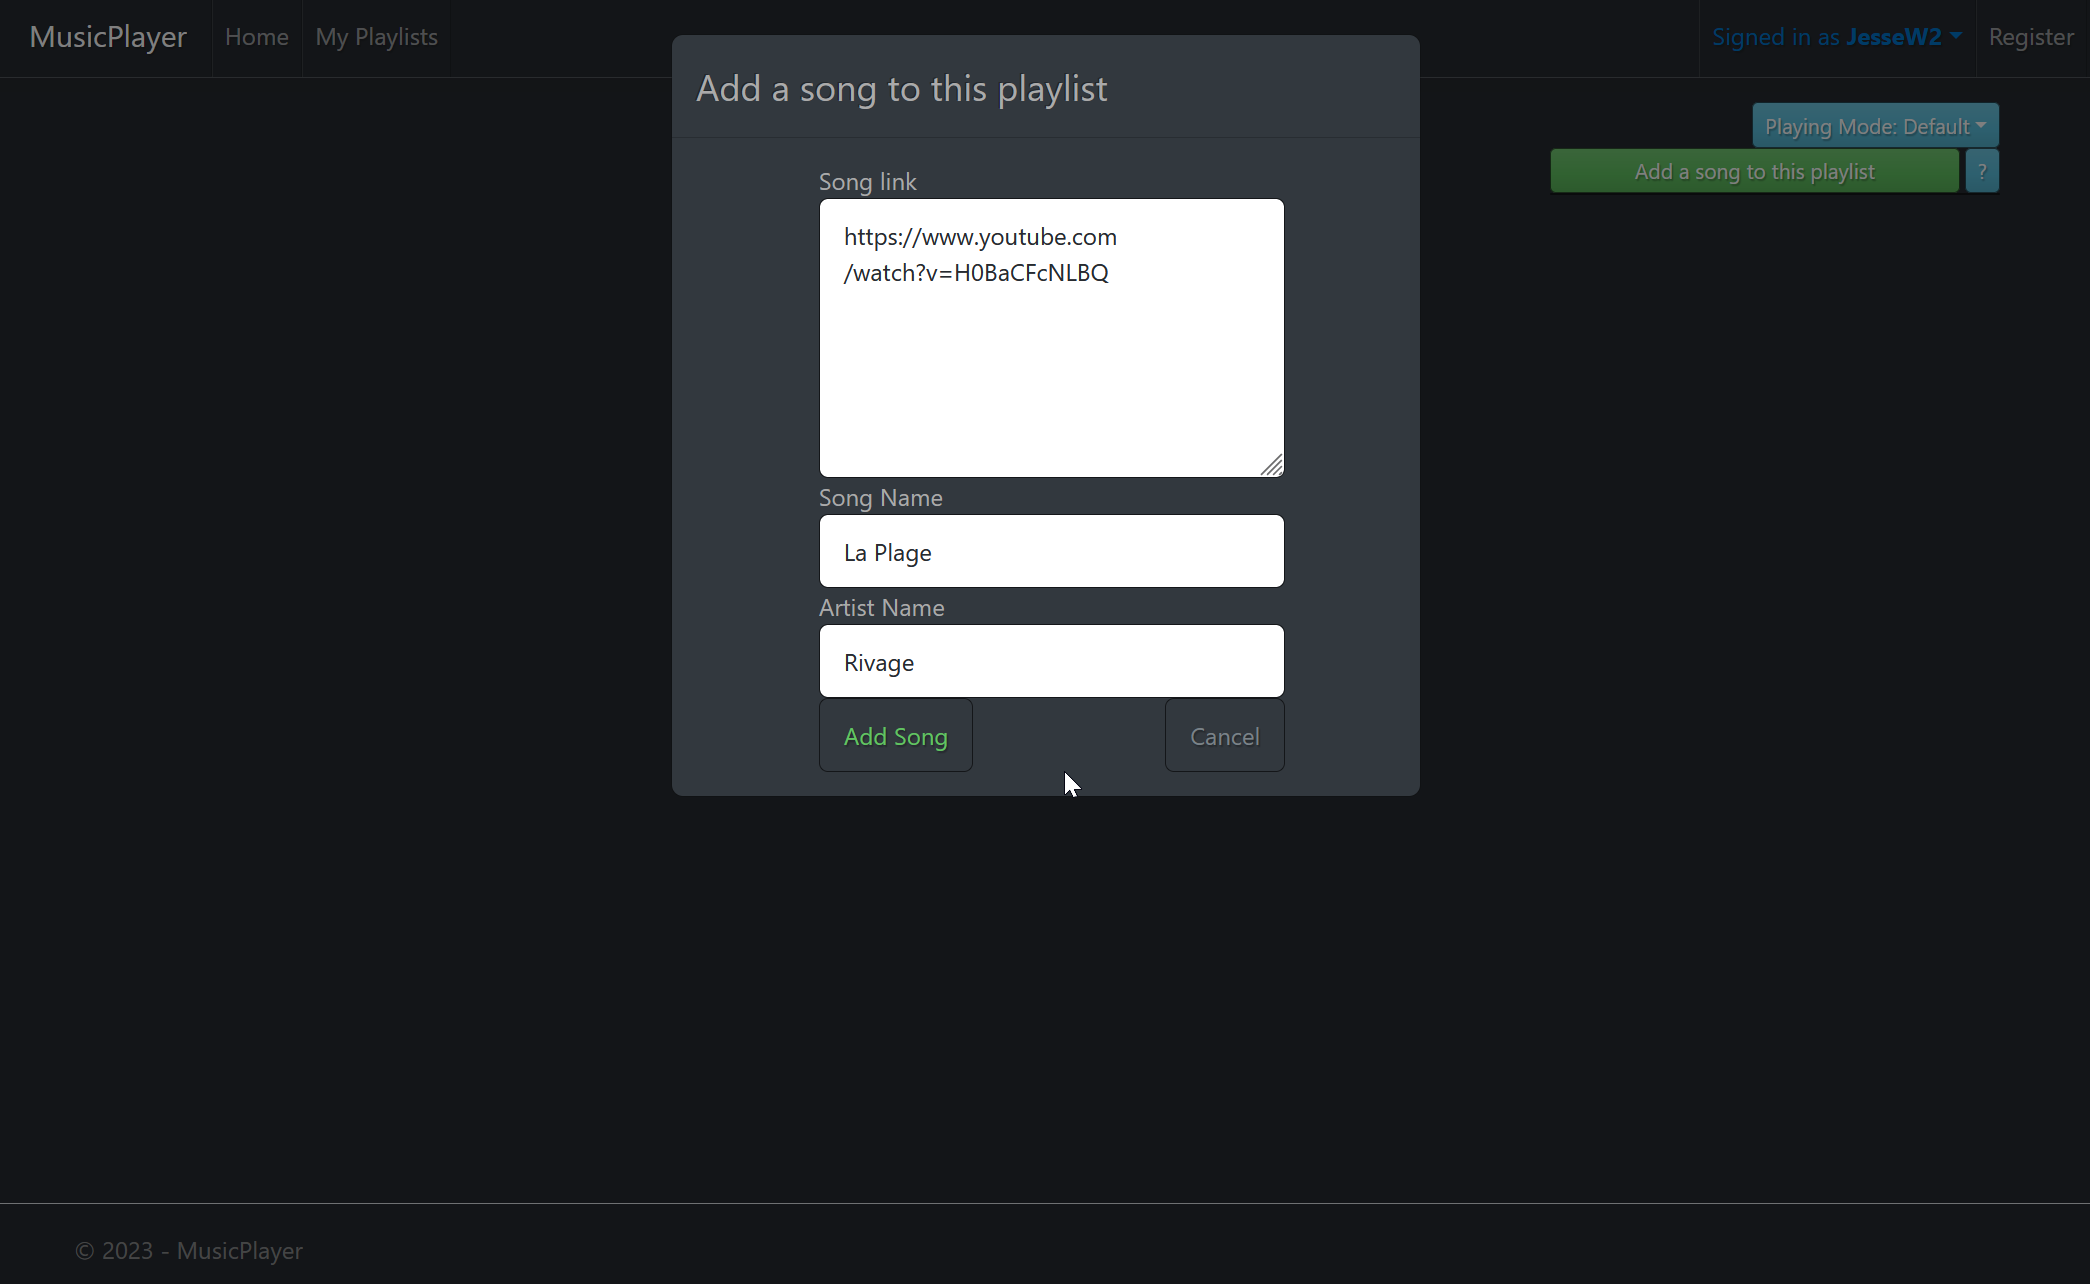 MusicPlayer Home My Playlists Signed in as JesseW2 Register
Add a song to this playlist
Playing Mode: Default
Add a song to this playlist ?
Song link
https://www.youtube.com
/watch?v=H0BaCFcNLBQ
Song Name
La Plage
Artist Name
Rivage
Add Song Cancel
© 2023 - MusicPlayer